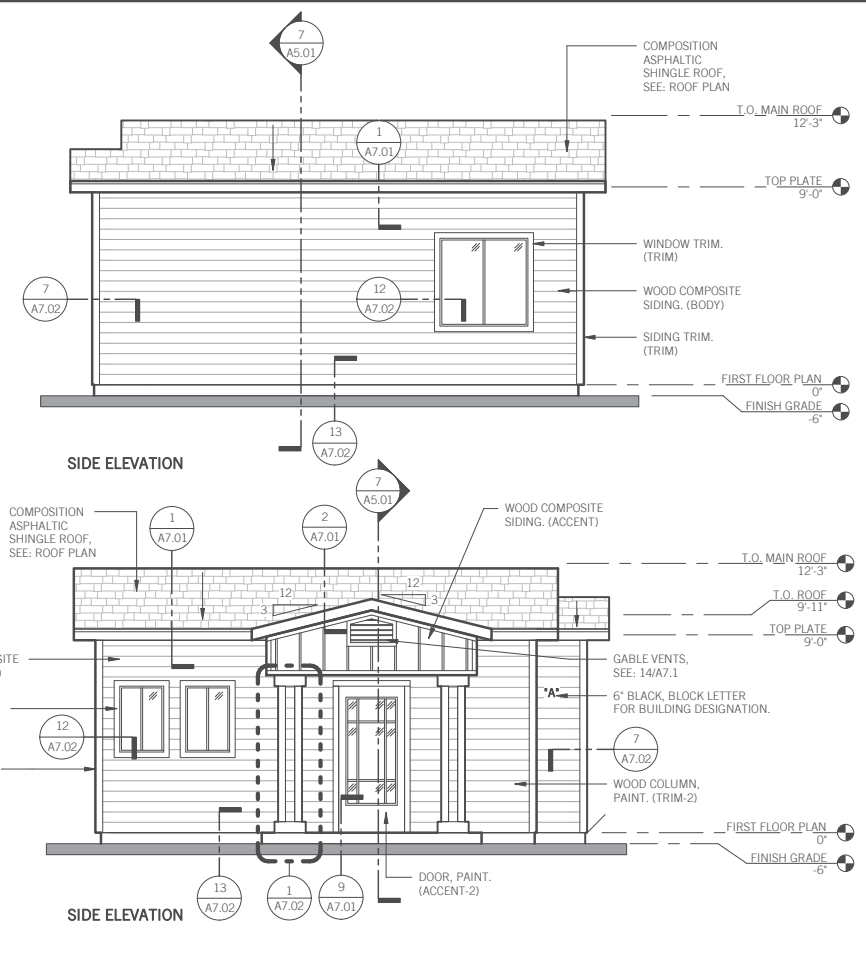 7
A5.01
COMPOSITION
ASPHALTIC
SHINGLE ROOF,
SEE: ROOF PLAN
T.O. MAIN ROOF
12'-3"
1
A7.01
TOP PLATE
9'-0"
WINDOW TRIM.
(TRIM)
7
A7.02
12
A7.02
WOOD COMPOSITE
SIDING. (BODY)
SIDING TRIM.
(TRIM)
FIRST FLOOR PLAN
0"
FINISH GRADE
-6"
13
A7.02
SIDE ELEVATION
7
A5.01
COMPOSITION
ASPHALTIC
SHINGLE ROOF,
SEE: ROOF PLAN
1
A7.01
2
A7.01
WOOD COMPOSITE
SIDING. (ACCENT)
T.O. MAIN ROOF
12'-3"
12
3
12
3
T.O. ROOF
9'-11"
TOP PLATE
9'-0"
SITE
)
GABLE VENTS,
SEE: 14/A7.1
"A"
6" BLACK, BLOCK LETTER
FOR BUILDING DESIGNATION.
12
A7.02
7
A7.02
WOOD COLUMN,
PAINT. (TRIM-2)
FIRST FLOOR PLAN
0"
FINISH GRADE
-6"
13
A7.02
1
A7.02
9
A7.01
DOOR, PAINT.
(ACCENT-2)
SIDE ELEVATION